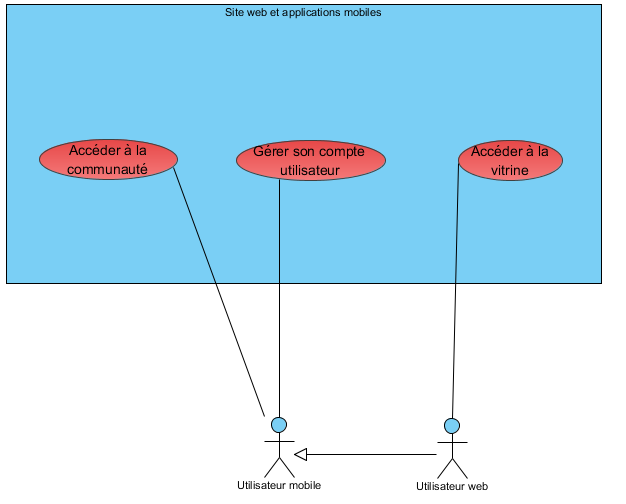 Site web et applications mobiles
Accéder à la
communauté
Gérer son compte
utilisateur
Accéder à la
vitrine
Utilisateur mobile
Utilisateur web